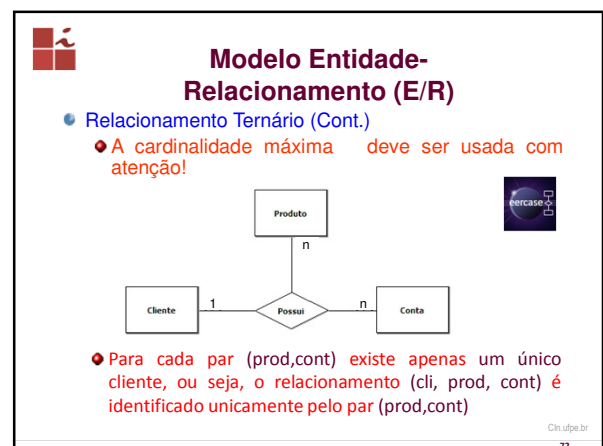 Modelo Entidade-
Relacionamento (E/R)
Relacionamento Ternário (Cont.)
A cardinalidade máxima deve ser usada com
atenção!
Produto
eercase
n
Cliente
1
Possui
n
Conta
Para cada par (prod,cont) existe apenas um único
cliente, ou seja, o relacionamento (cli, prod, cont) é
identificado unicamente pelo par (prod,cont)
CIn.ufpe.br
72